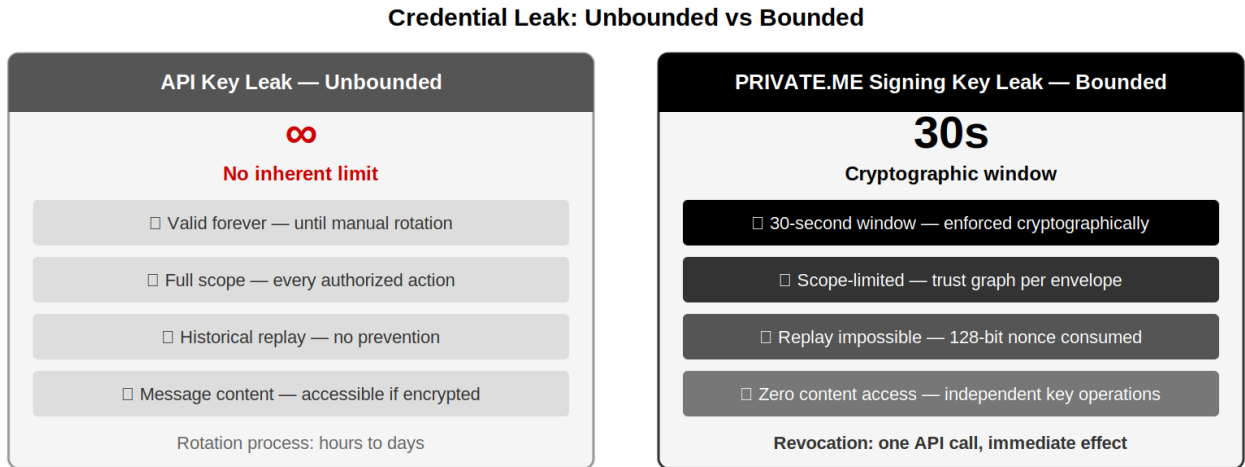 Credential Leak: Unbounded vs Bounded
API Key Leak — Unbounded
∞
No inherent limit
Valid forever — until manual rotation
Full scope — every authorized action
Historical replay — no prevention
Message content — accessible if encrypted
Rotation process: hours to days
PRIVATE.ME Signing Key Leak — Bounded
30s
Cryptographic window
30-second window — enforced cryptographically
Scope-limited — trust graph per envelope
Replay impossible — 128-bit nonce consumed
Zero content access — independent key operations
Revocation: one API call, immediate effect